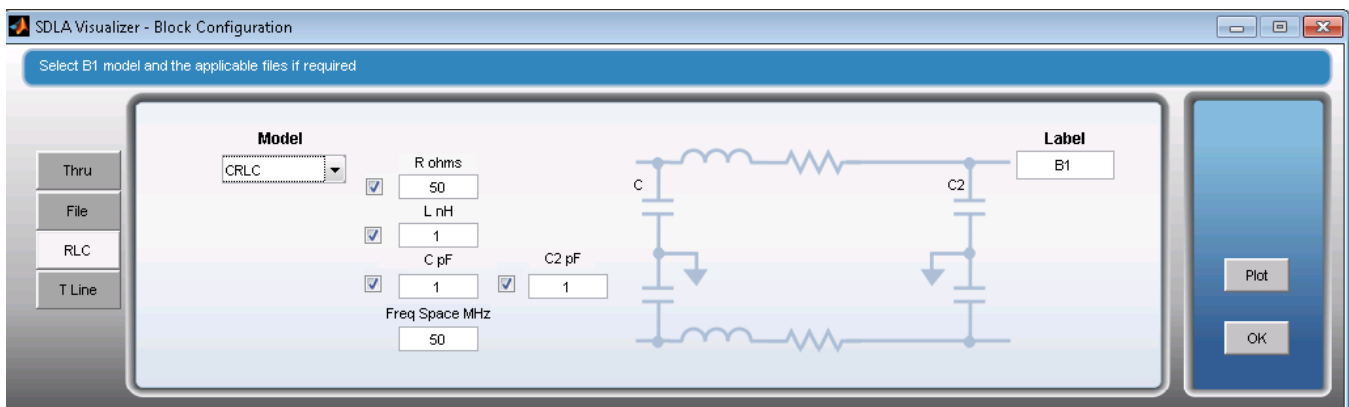 SDLA Visualizer - Block Configuration
Select B1 model and the applicable files if required
Thru
File
RLC
T Line
Model
CRLC
R ohms
50
L nH
1
C pF
1
C2 pF
1
Freq Space MHz
50
C
C2
Label
B1
Plot
OK